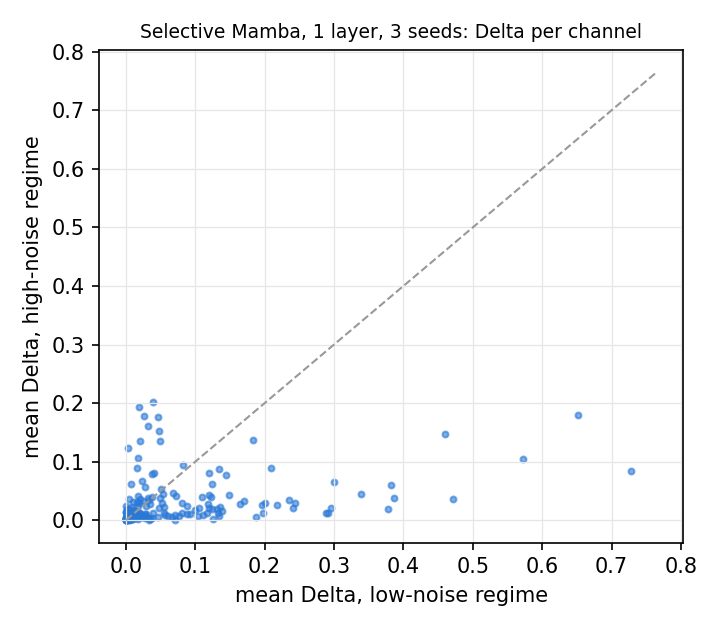 Selective Mamba, 1 layer, 3 seeds: Delta per channel
mean Delta, high-noise regime
0.8
0.7
0.6
0.5
0.4
0.3
0.2
0.1
0.0
0.0 0.1 0.2 0.3 0.4 0.5 0.6 0.7 0.8
mean Delta, low-noise regime